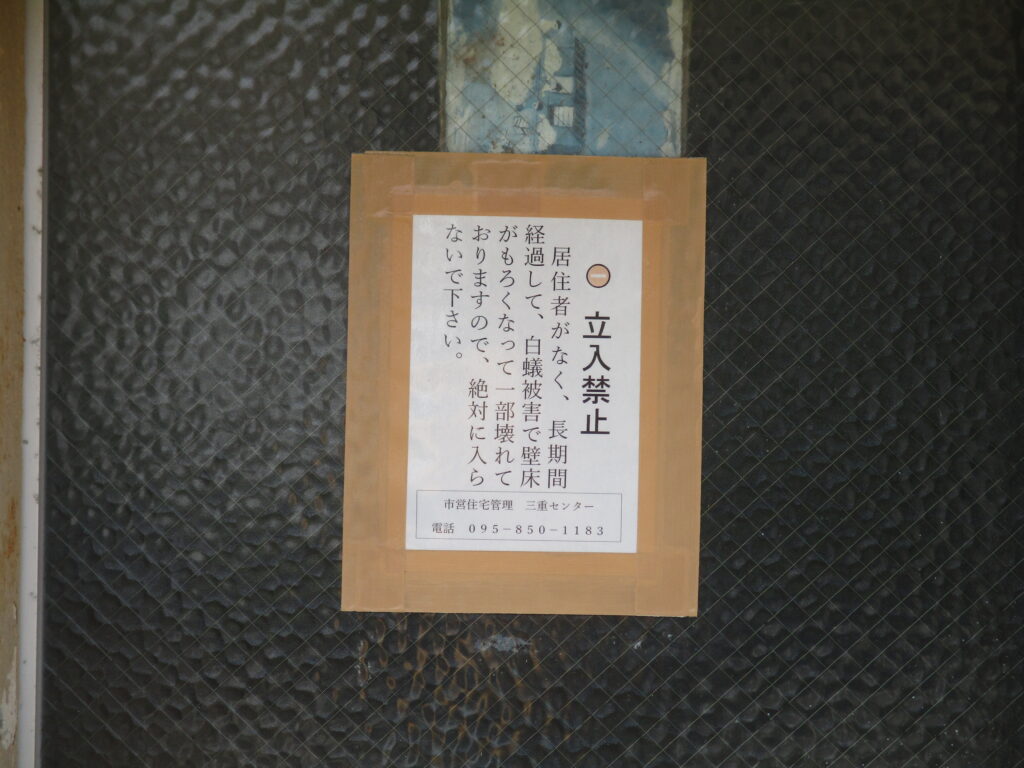 立入禁止
居住者がなく、長期間
経過して、白蟻被害で壁床
がもろくなって一部壊れて
おりますので、絶対に入ら
ないで下さい。
市営住宅管理 三重センター
電話 095-850-1183